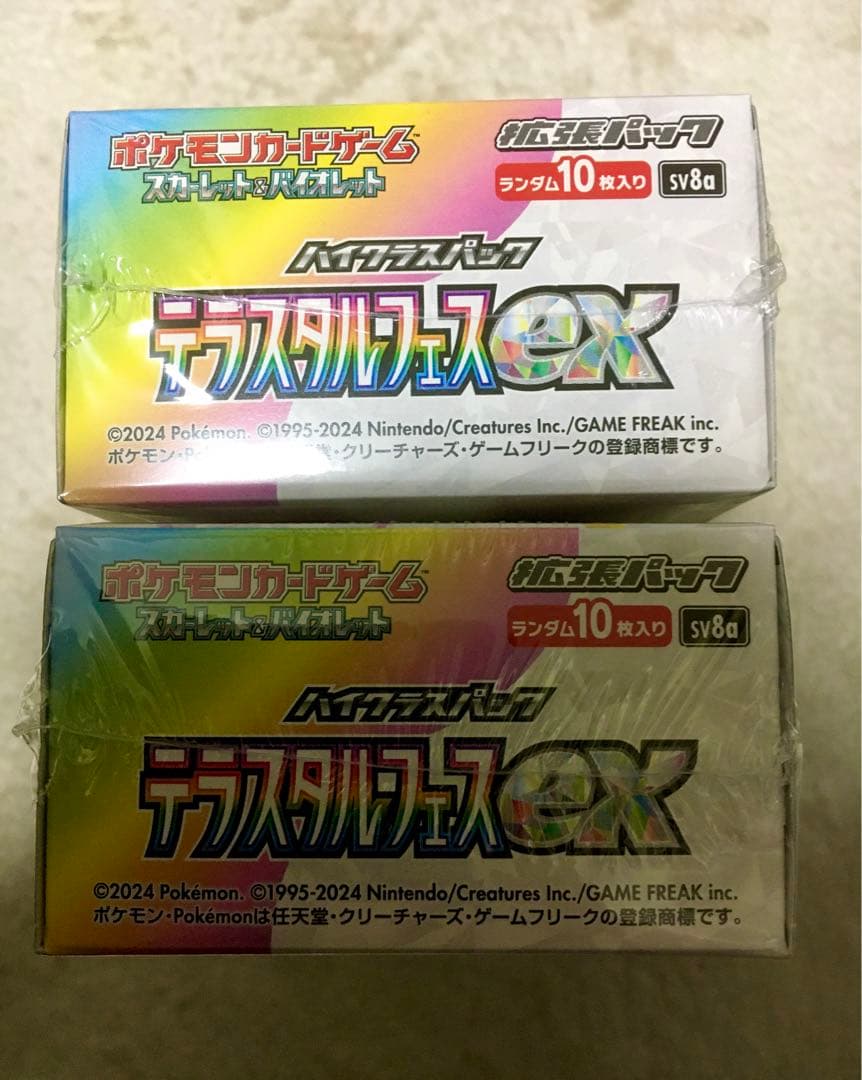 ポケモンカードゲーム™
スカーレット&バイオレット
拡張パック
ランダム10枚入り
SV8a
ハイクラスパック
テラスタル・フェスex
©2024 Pokémon. ©1995-2024 Nintendo/Creatures Inc./GAME FREAK inc.
ポケモン・Po 堂・クリーチャーズ・ゲームフリークの登録商標です。
ポケモンカードゲーム™
スカーレット&バイオレット
拡張パック
ランダム10枚入り
SV8a
ハイクラスパック
テラスタル・フェスex
©2024 Pokémon. ©1995-2024 Nintendo/Creatures Inc./GAME FREAK inc.
ポケモン・Pokémonは任天堂・クリーチャーズ・ゲームフリークの登録商標です。